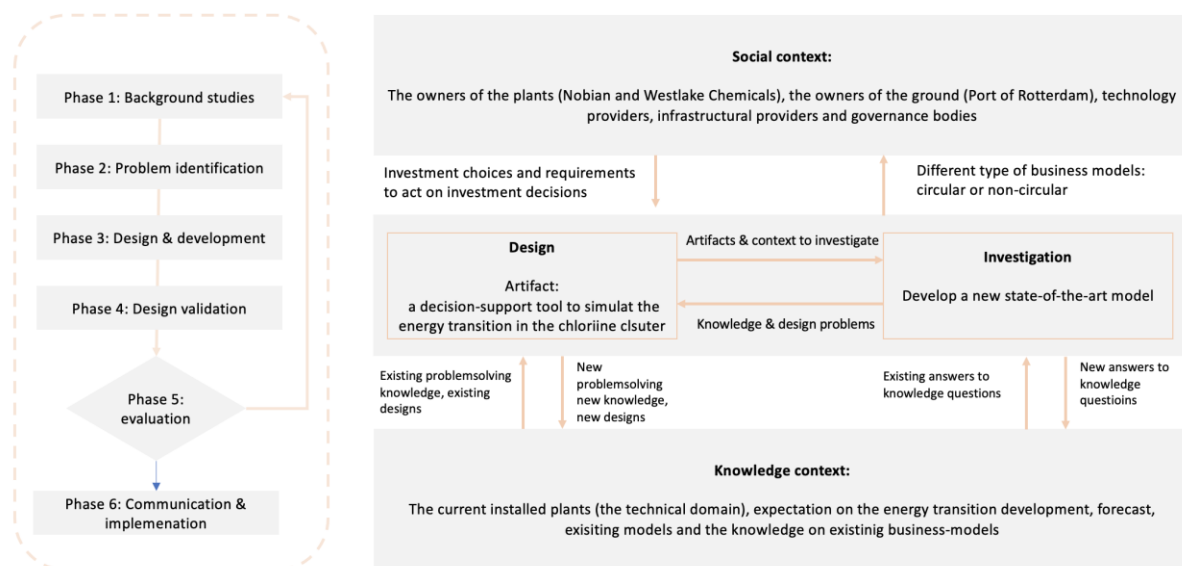 Phase 1: Background studies
Phase 2: Problem identification
Phase 3: Design & development
Phase 4: Design validation
Phase 5:
evaluation
Phase 6: Communication &
implemenation
Social context:
The owners of the plants (Nobian and Westlake Chemicals), the owners of the ground (Port of Rotterdam), technology
providers, infrastructural providers and governance bodies
Investment choices and requirements
to act on investment decisions
Different type of business models:
circular or non-circular
Design
Artifact:
a decision-support tool to simulat the
energy transition in the chloriine clsuter
Artifacts & context to investigate
Knowledge & design problems
Investigation
Develop a new state-of-the-art model
Existing problemsolving
knowledge, existing
designs
New
problemsolving
new knowledge,
new designs
Existing answers to
knowledge questions
New answers to
knowledge
questioins
Knowledge context:
The current installed plants (the technical domain), expectation on the energy transition development, forecast,
exisiting models and the knowledge on existinig business-models